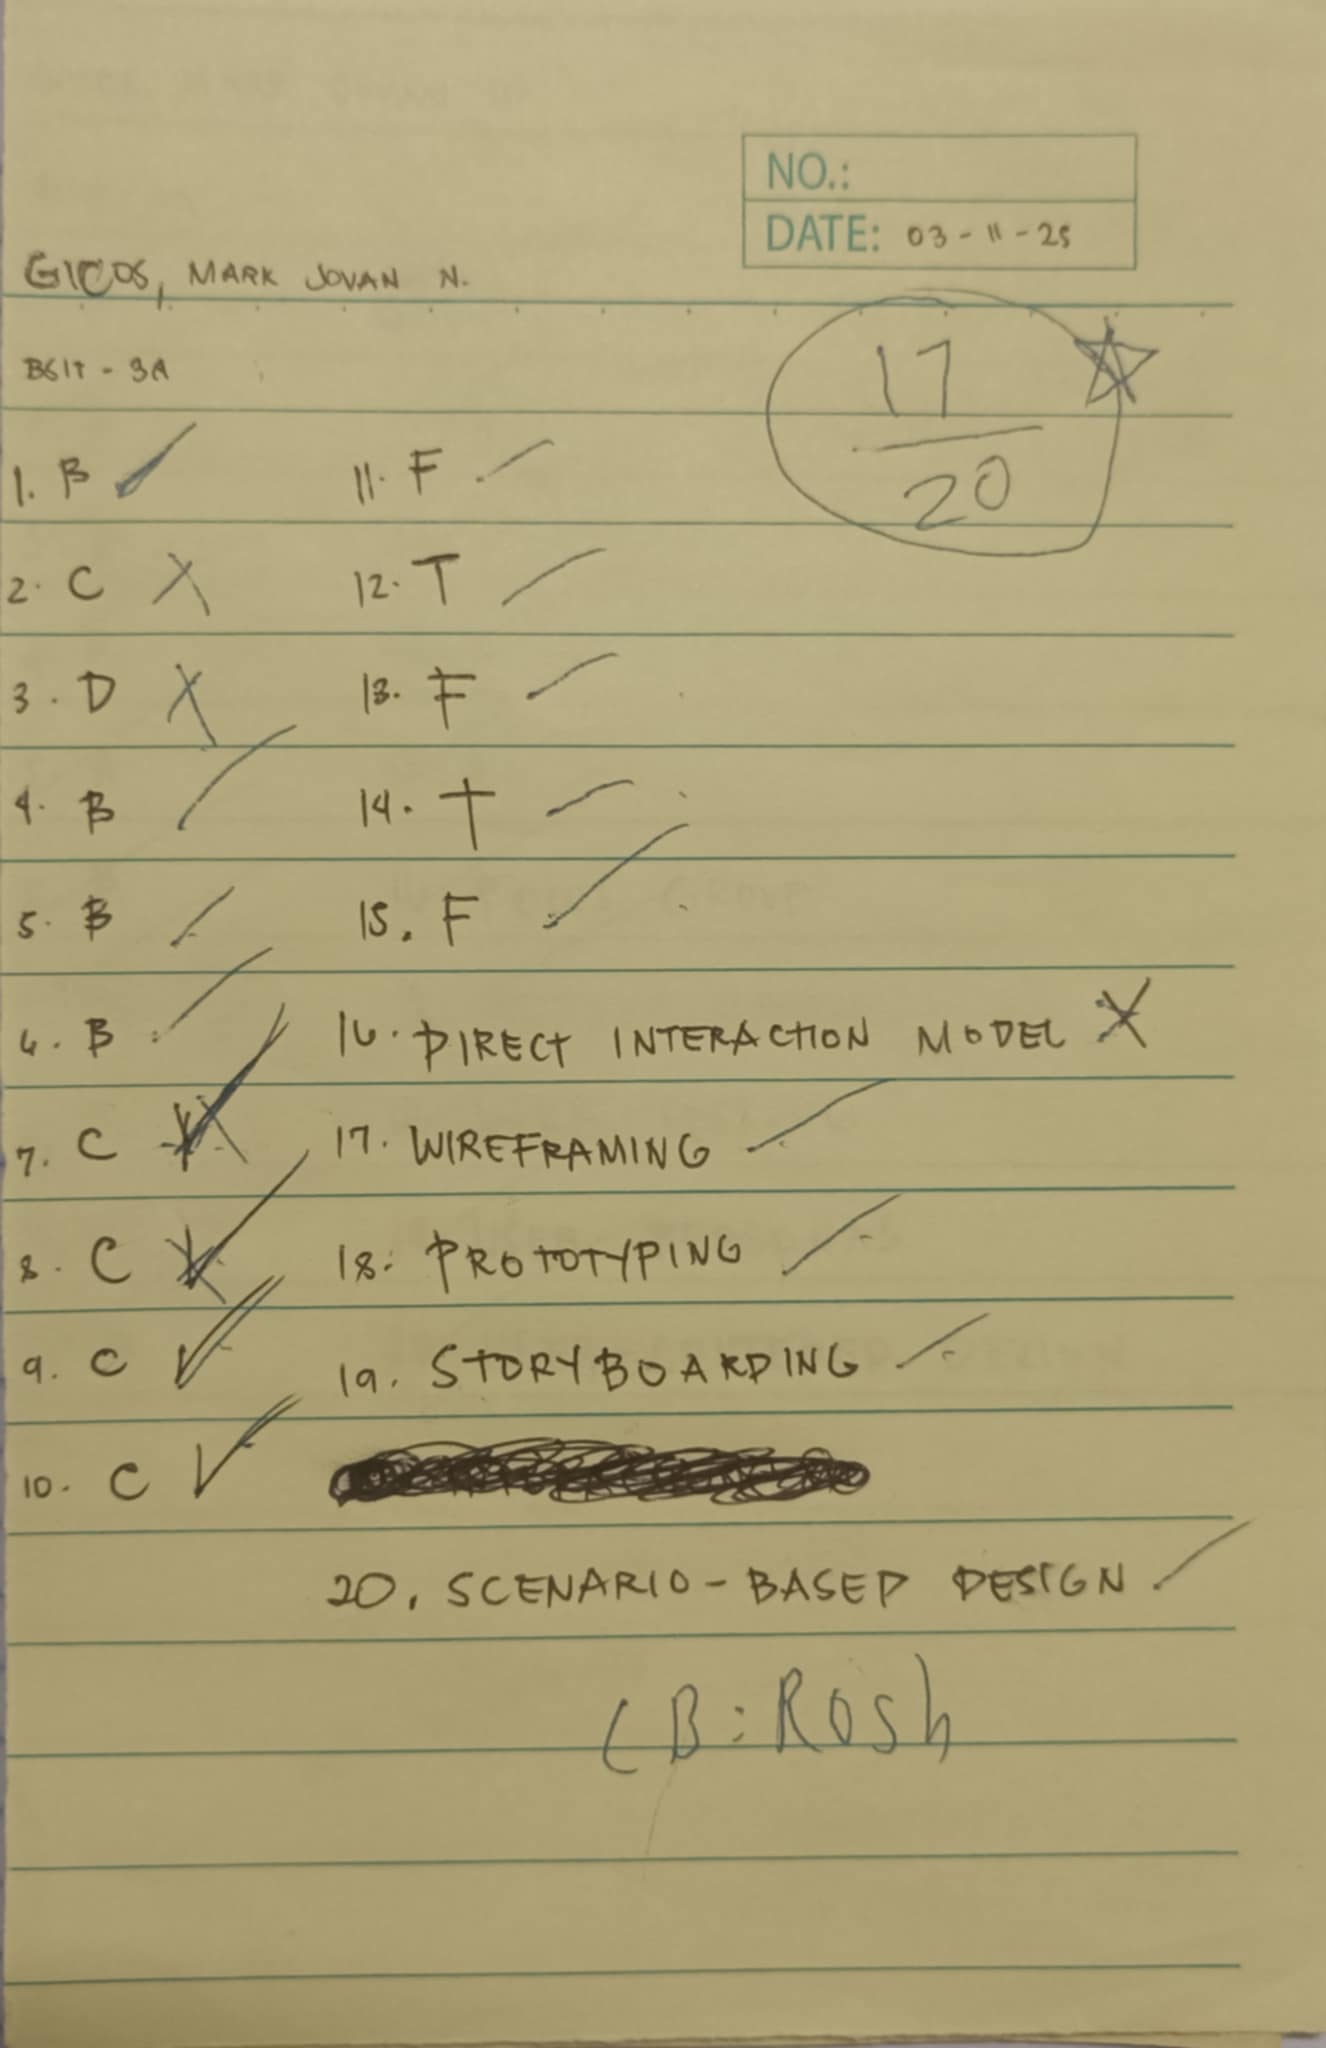 NO.:
DATE: 03-11-25
GICOS, MARK JOVAN N.
BSIT - 3A
17
20
1. B
2. C
3. D
4. B
5. B
6. B
7. C
8. C
9. C
10. C
11. F
12. T
13. F
14. T
15. F
16. DIRECT INTERACTION MODEL
17. WIREFRAMING
18. PROTOTYPING
19. STORYBOARDING
20. SCENARIO-BASED DESIGN
CB: Rosh